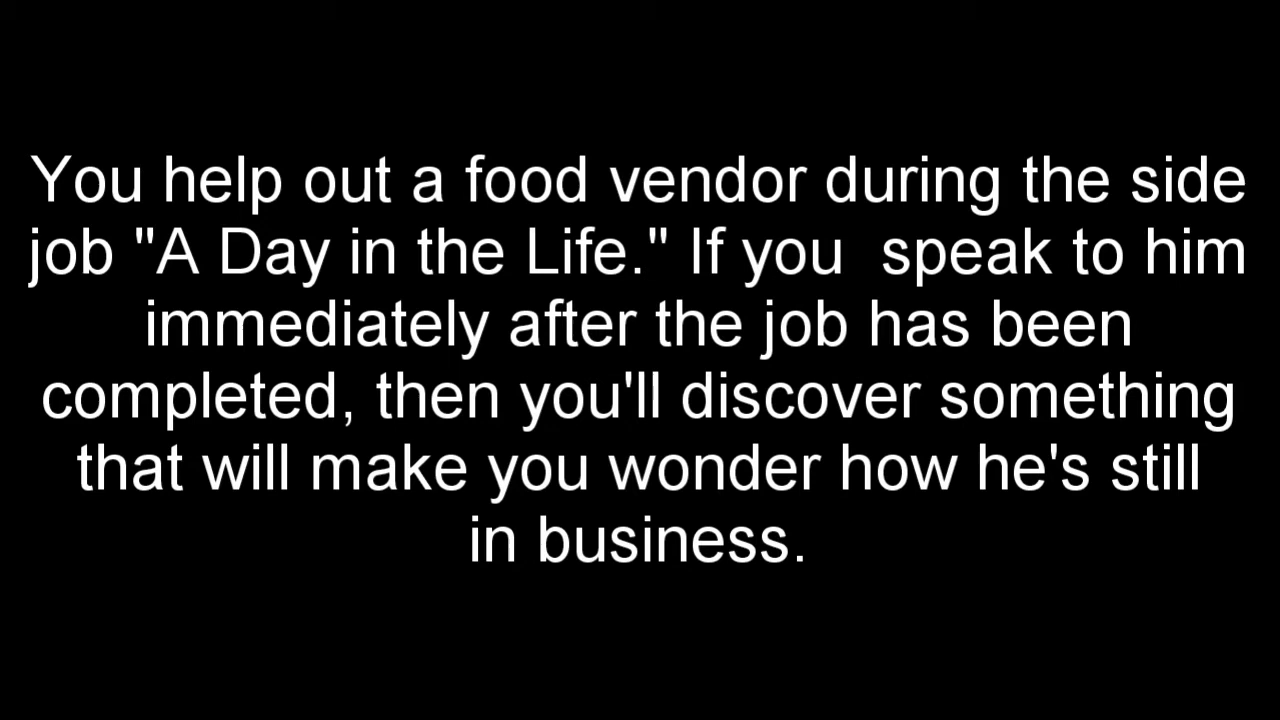 You help out a food vendor during the side
job "A Day in the Life." If you  speak to him
immediately after the job has been
completed, then you'll discover something
that will make you wonder how he's still
in business.